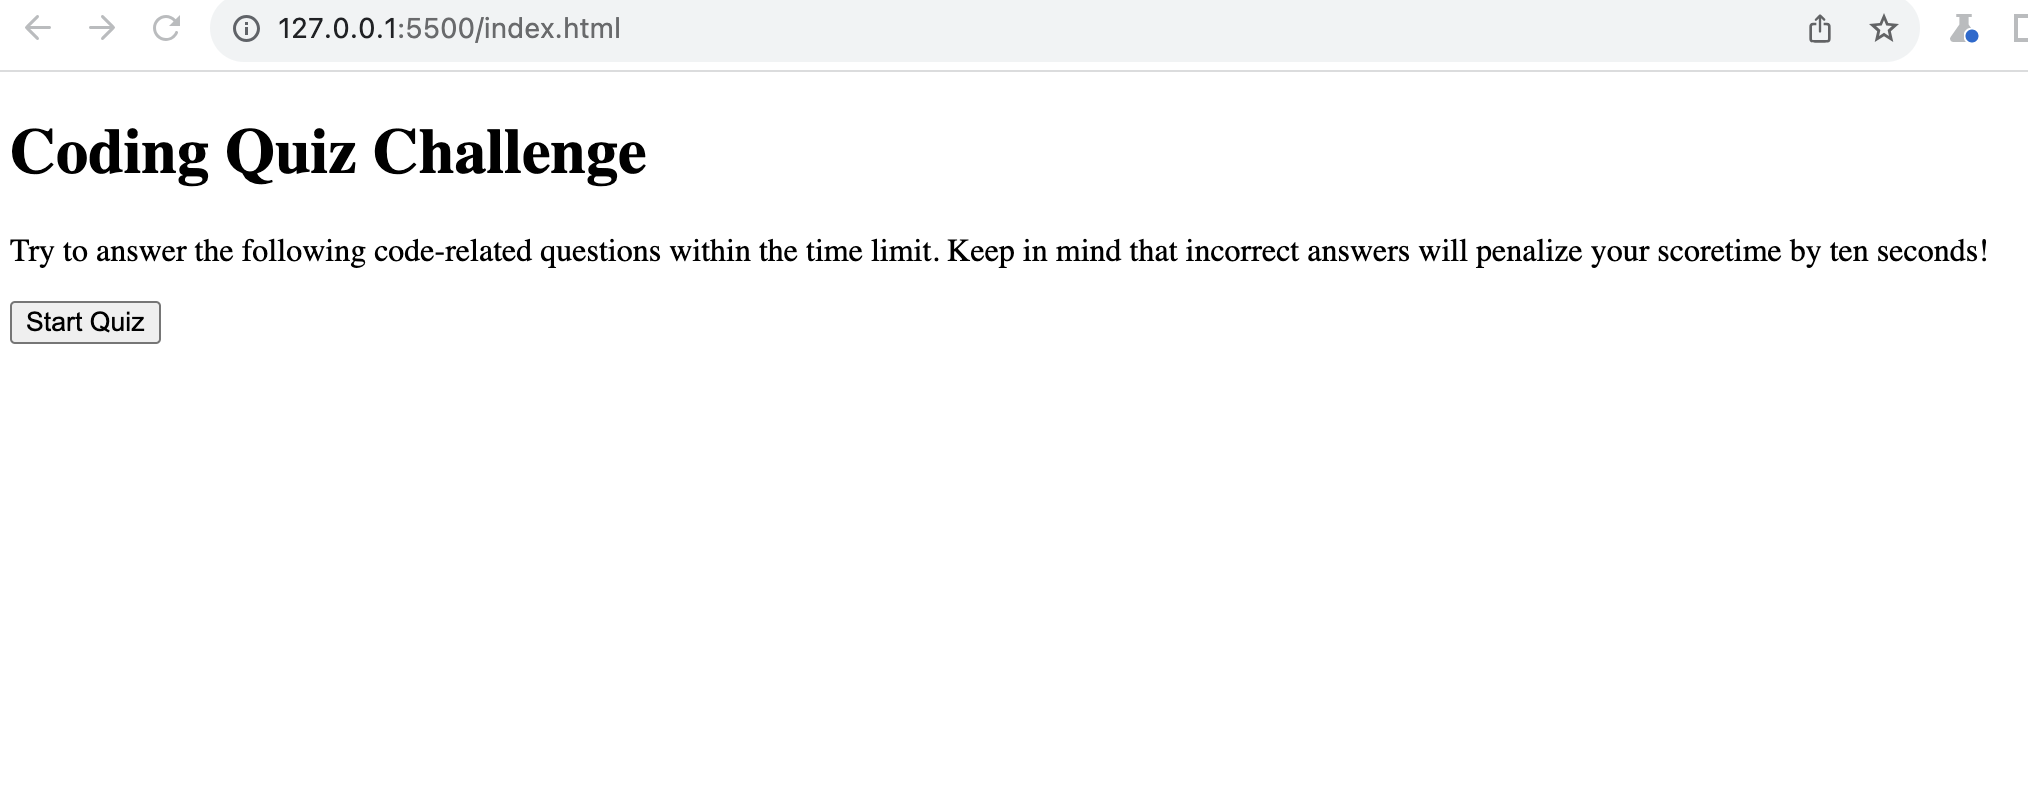 127.0.0.1:5500/index.html
Coding Quiz Challenge
Try to answer the following code-related questions within the time limit. Keep in mind that incorrect answers will penalize your scoretime by ten seconds!
Start Quiz